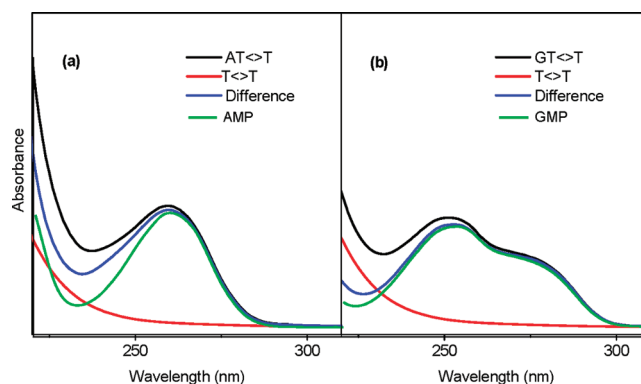 (a)
AT<>T
T<>T
Difference
AMP
(b)
GT<>T
T<>T
Difference
GMP
Absorbance
250
300
250
300
Wavelength (nm)
Wavelength (nm)